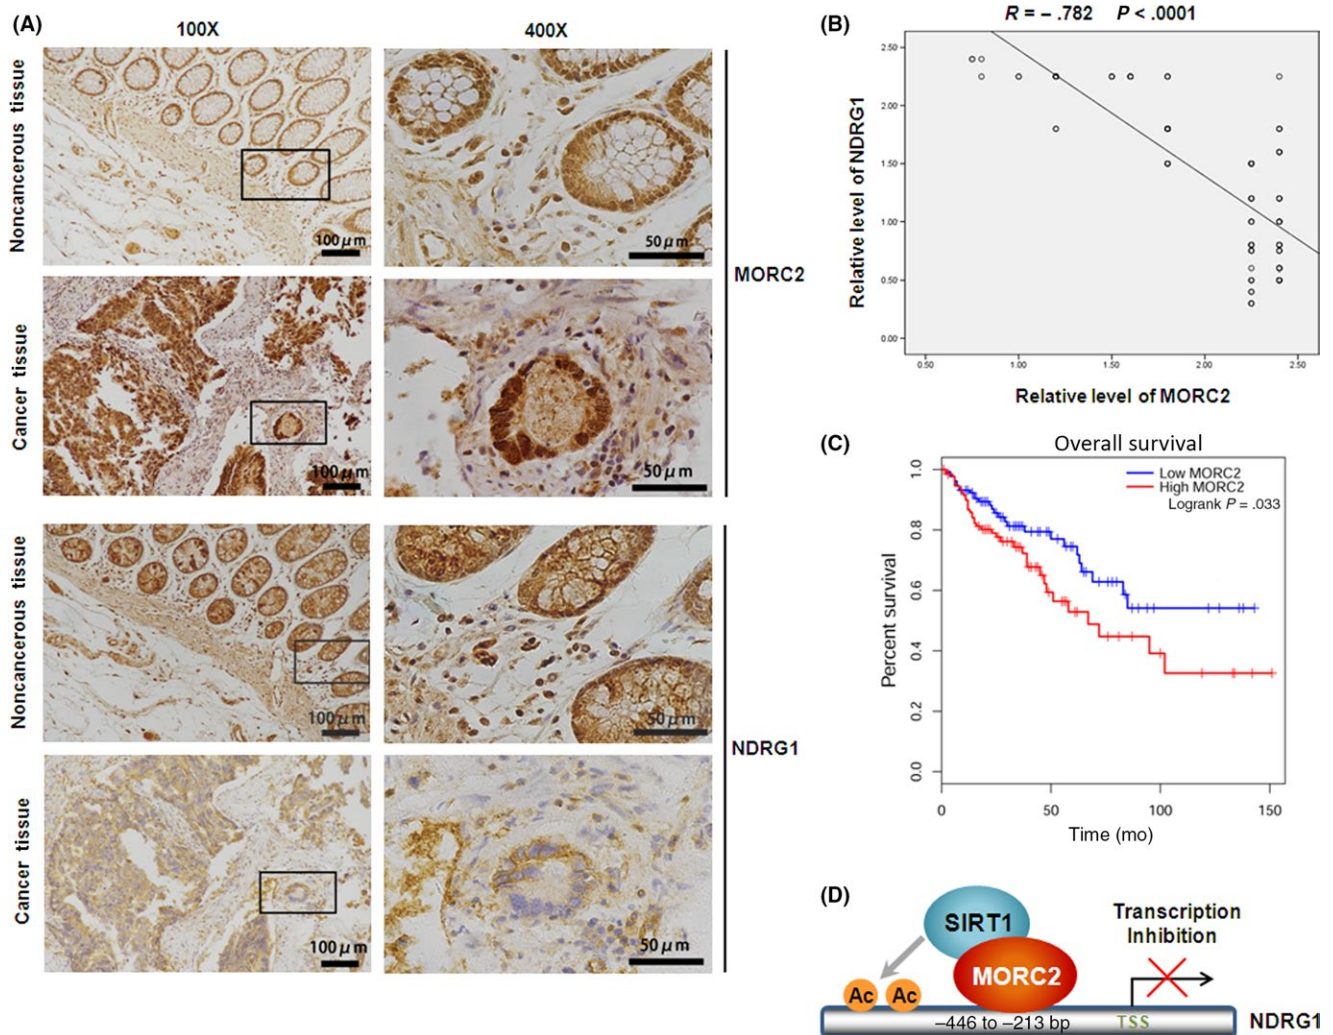 (A)
100X
400X
Noncancerous tissue
100 μm
50 μm
MORC2
Cancer tissue
100 μm
50 μm
Noncancerous tissue
100 μm
50 μm
NDRG1
Cancer tissue
100 μm
50 μm
(B)
R = – .782 P < .0001
Relative level of NDRG1
2.50
2.00
1.50
1.00
0.50
0.00
0.50 1.00 1.50 2.00 2.50
Relative level of MORC2
(C)
Overall survival
Low MORC2
High MORC2
Logrank P = .033
Percent survival
1.0
0.8
0.6
0.4
0.2
0.0
0 50 100 150
Time (mo)
(D)
SIRT1
MORC2
Transcription
Inhibition
Ac Ac
–446 to –213 bp
TSS
NDRG1